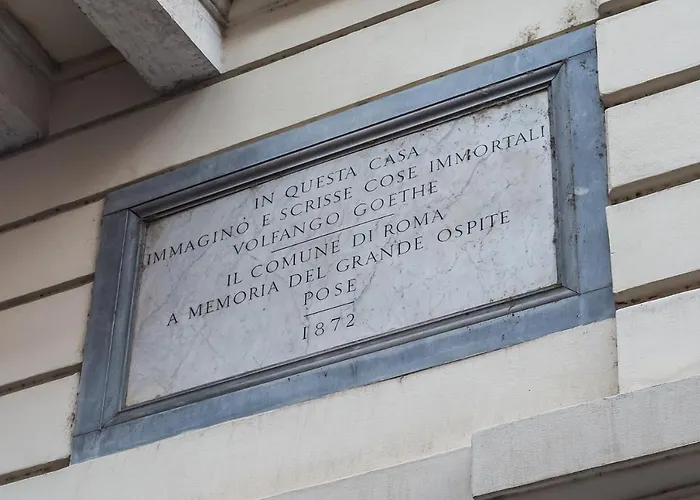 IN QUESTA CASA
IMMAGINÒ E SCRISSE COSE IMMORTALI
VOLFANGO GOETHE
IL COMUNE DI ROMA
A MEMORIA DEL GRANDE OSPITE
POSE
1872